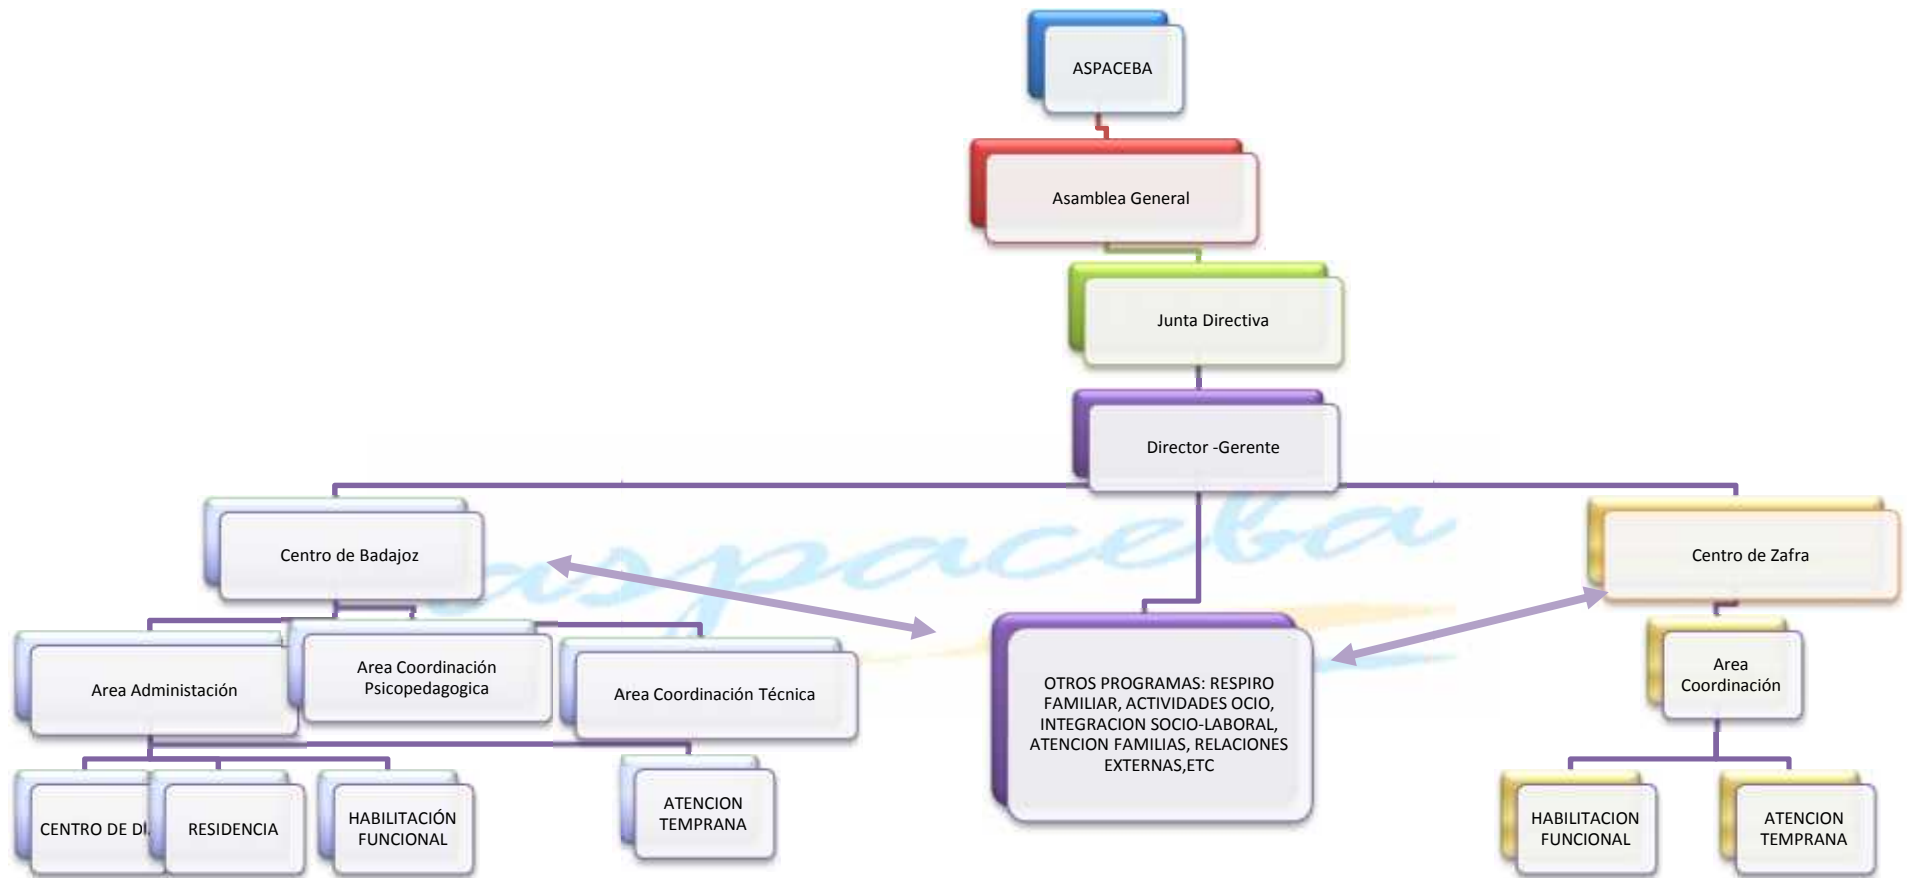 ASPACEBA
Asamblea General
Junta Directiva
Director -Gerente
aspaceba
Centro de Badajoz
Centro de Zafra
Area Administación
Area Coordinación
Psicopedagogica
Area Coordinación Técnica
OTROS PROGRAMAS: RESPIRO
FAMILIAR, ACTIVIDADES OCIO,
INTEGRACION SOCIO-LABORAL,
ATENCION FAMILIAS, RELACIONES
EXTERNAS,ETC
Area
Coordinación
CENTRO DE
RESIDENCIA
HABILITACIÓN
FUNCIONAL
ATENCION
TEMPRANA
HABILITACION
FUNCIONAL
ATENCION
TEMPRANA